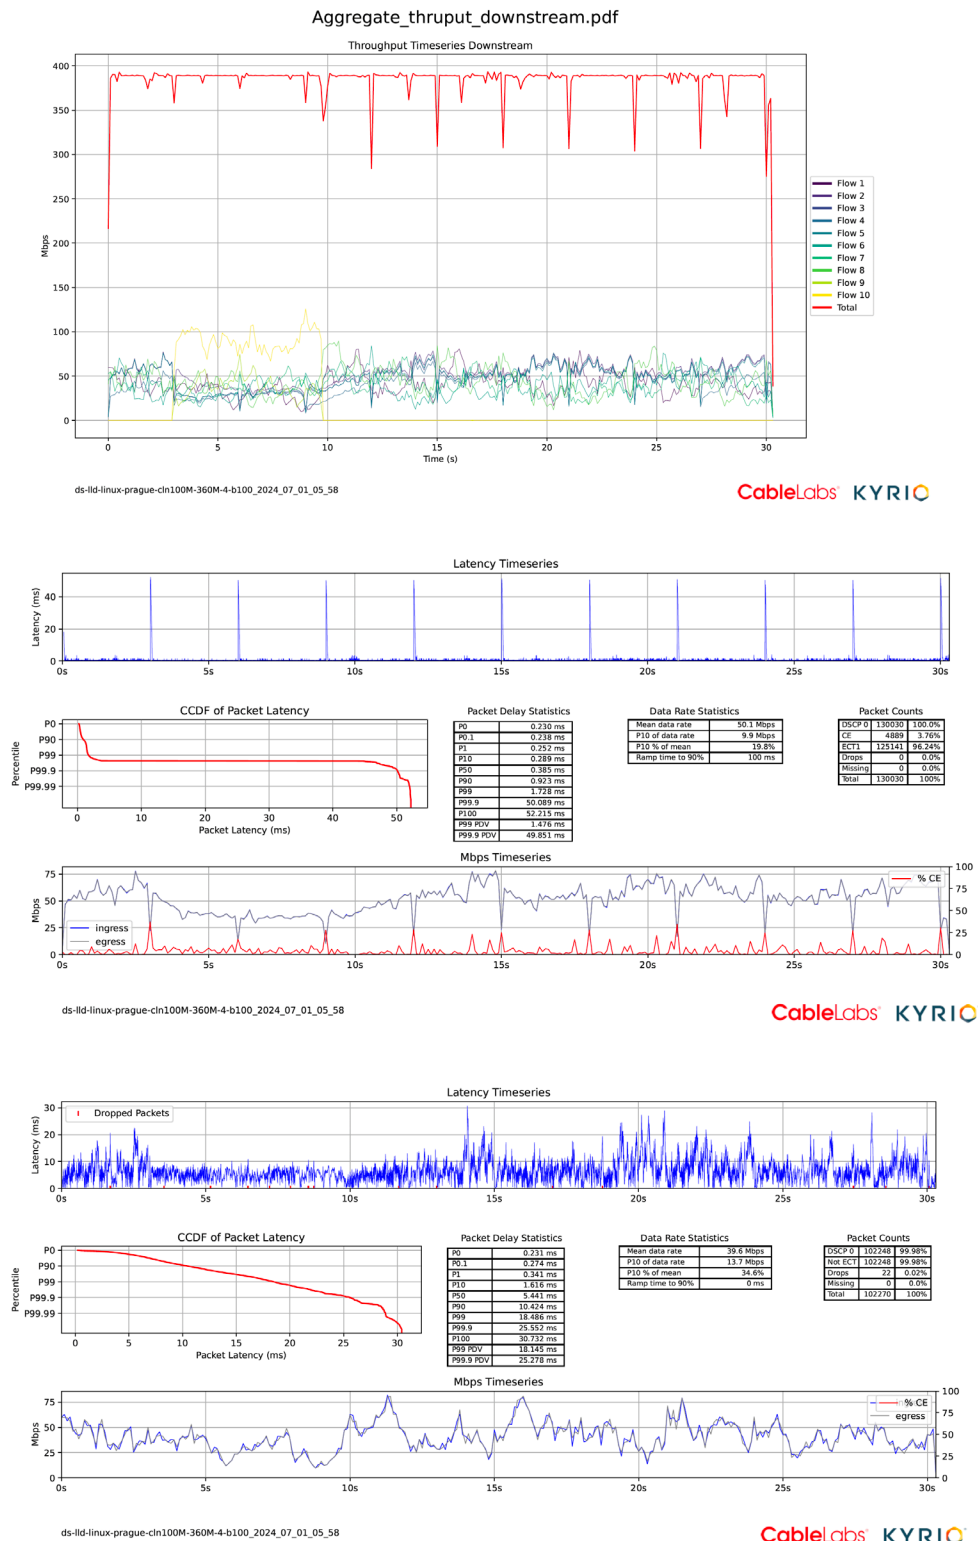 Aggregate_thruput_downstream.pdf
Throughput Timeseries Downstream
400
350
300
250
200
150
100
50
0
Mbps
0 5 10 15 20 25 30
Time (s)
Flow 1
Flow 2
Flow 3
Flow 4
Flow 5
Flow 6
Flow 7
Flow 8
Flow 9
Flow 10
Total
ds-lld-linux-prague-cln100M-360M-4-b100_2024_07_01_05_58
CableLabs KYRIO
Latency Timeseries
Latency (ms)
40
20
0
0s 5s 10s 15s 20s 25s 30s
CCDF of Packet Latency
Percentile
P0
P90
P99
P99.9
P99.99
0 10 20 30 40 50
Packet Latency (ms)
Packet Delay Statistics
P0 0.230 ms
P0.1 0.238 ms
P1 0.252 ms
P10 0.289 ms
P50 0.385 ms
P90 0.923 ms
P99 1.728 ms
P99.9 50.089 ms
P100 52.215 ms
P99 PDV 1.476 ms
P99.9 PDV 49.851 ms
Data Rate Statistics
Mean data rate 50.1 Mbps
P10 of data rate 9.9 Mbps
P10 % of mean 19.8%
Ramp time to 90% 100 ms
Packet Counts
DSCP 0 130030 100.0%
CE 4889 3.76%
ECT1 125141 96.24%
Drops 0 0.0%
Missing 0 0.0%
Total 130030 100%
Mbps Timeseries
Mbps
75
50
25
0
ingress
egress
% CE
100
75
50
25
0
0s 5s 10s 15s 20s 25s 30s
ds-lld-linux-prague-cln100M-360M-4-b100_2024_07_01_05_58
CableLabs KYRIO
Latency Timeseries
Latency (ms)
30
20
10
0
Dropped Packets
0s 5s 10s 15s 20s 25s 30s
CCDF of Packet Latency
Percentile
P0
P90
P99
P99.9
P99.99
0 5 10 15 20 25 30
Packet Latency (ms)
Packet Delay Statistics
P0 0.231 ms
P0.1 0.274 ms
P1 0.341 ms
P10 1.616 ms
P50 5.441 ms
P90 10.424 ms
P99 18.486 ms
P99.9 25.552 ms
P100 30.732 ms
P99 PDV 18.145 ms
P99.9 PDV 25.278 ms
Data Rate Statistics
Mean data rate 39.6 Mbps
P10 of data rate 13.7 Mbps
P10 % of mean 34.6%
Ramp time to 90% 0 ms
Packet Counts
DSCP 0 102248 99.98%
Not ECT 102248 99.98%
Drops 22 0.02%
Missing 0 0.0%
Total 102270 100%
Mbps Timeseries
Mbps
75
50
25
0
% CE
egress
100
75
50
25
0
0s 5s 10s 15s 20s 25s 30s
ds-lld-linux-prague-cln100M-360M-4-b100_2024_07_01_05_58
CableLabs KYRIO